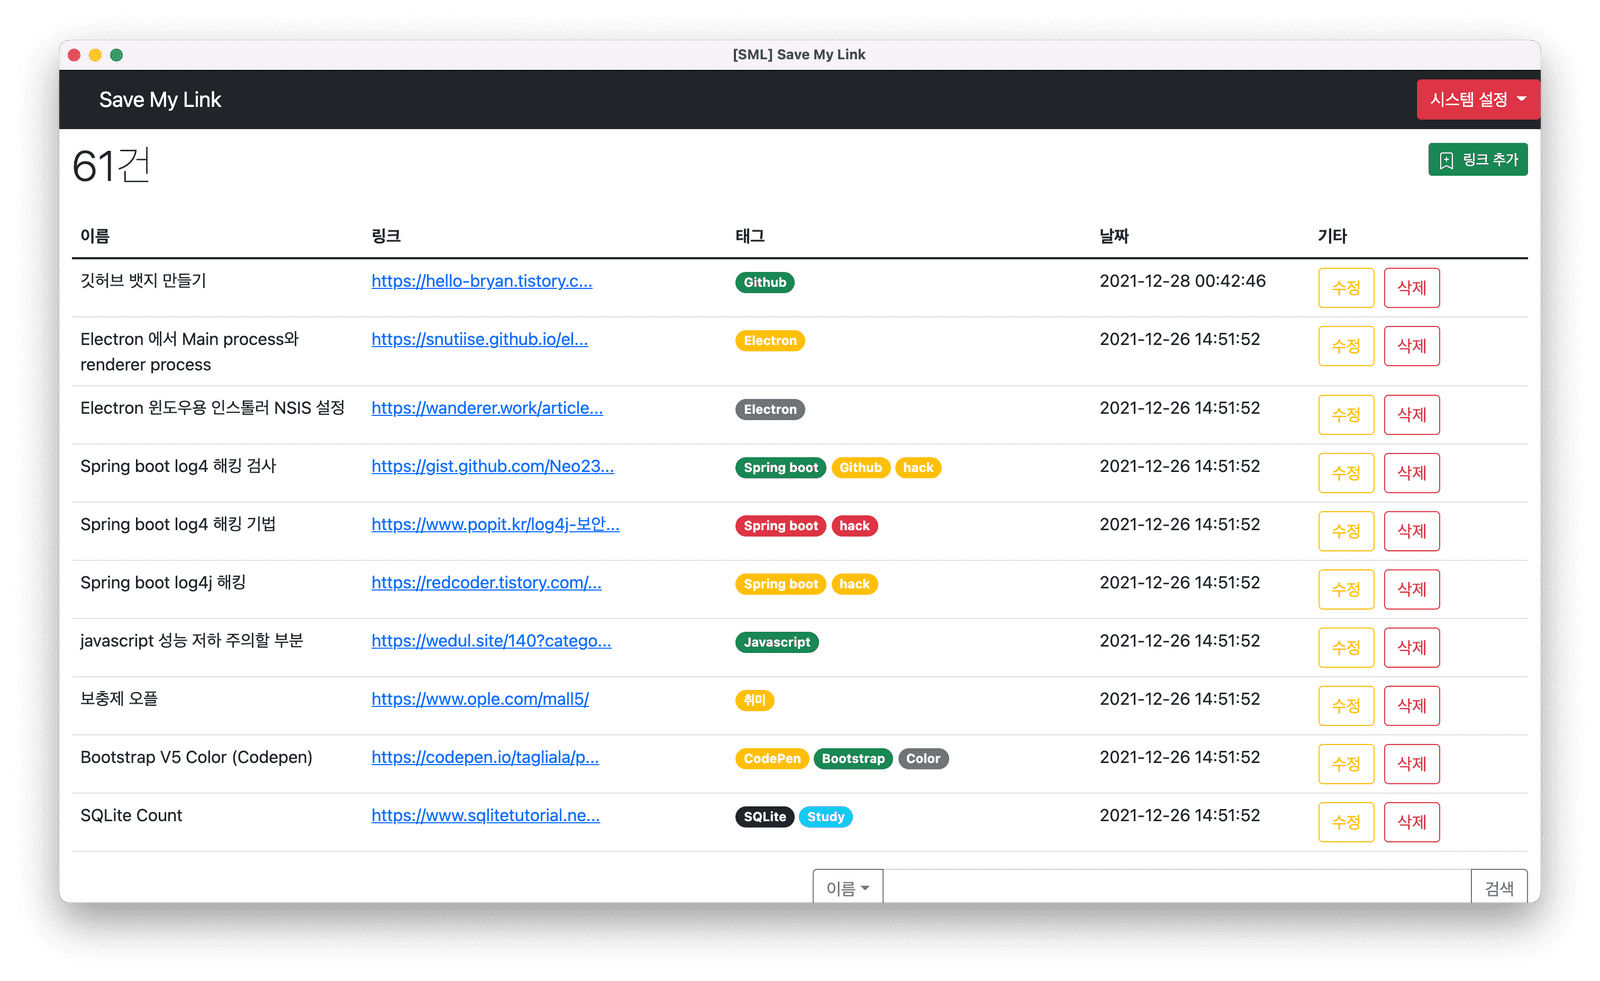 [SML] Save My Link
Save My Link
시스템 설정
61건
링크 추가
이름 링크 태그 날짜 기타
깃허브 뱃지 만들기 https://hello-bryan.tistory.c... Github 2021-12-28 00:42:46 수정 삭제
Electron 에서 Main process와 https://snutiise.github.io/el... Electron 2021-12-26 14:51:52 수정 삭제
renderer process
Electron 윈도우용 인스톨러 NSIS 설정 https://wanderer.work/article... Electron 2021-12-26 14:51:52 수정 삭제
Spring boot log4 해킹 검사 https://gist.github.com/Neo23... Spring boot Github hack 2021-12-26 14:51:52 수정 삭제
Spring boot log4 해킹 기법 https://www.popit.kr/log4j-보안... Spring boot hack 2021-12-26 14:51:52 수정 삭제
Spring boot log4j 해킹 https://redcoder.tistory.com/... Spring boot hack 2021-12-26 14:51:52 수정 삭제
javascript 성능 저하 주의할 부분 https://wedul.site/140?catego... Javascript 2021-12-26 14:51:52 수정 삭제
보충제 오플 https://www.ople.com/mall5/ 취미 2021-12-26 14:51:52 수정 삭제
Bootstrap V5 Color (Codepen) https://codepen.io/tagliala/p... CodePen Bootstrap Color 2021-12-26 14:51:52 수정 삭제
SQLite Count https://www.sqlitetutorial.ne... SQLite Study 2021-12-26 14:51:52 수정 삭제
이름 검색